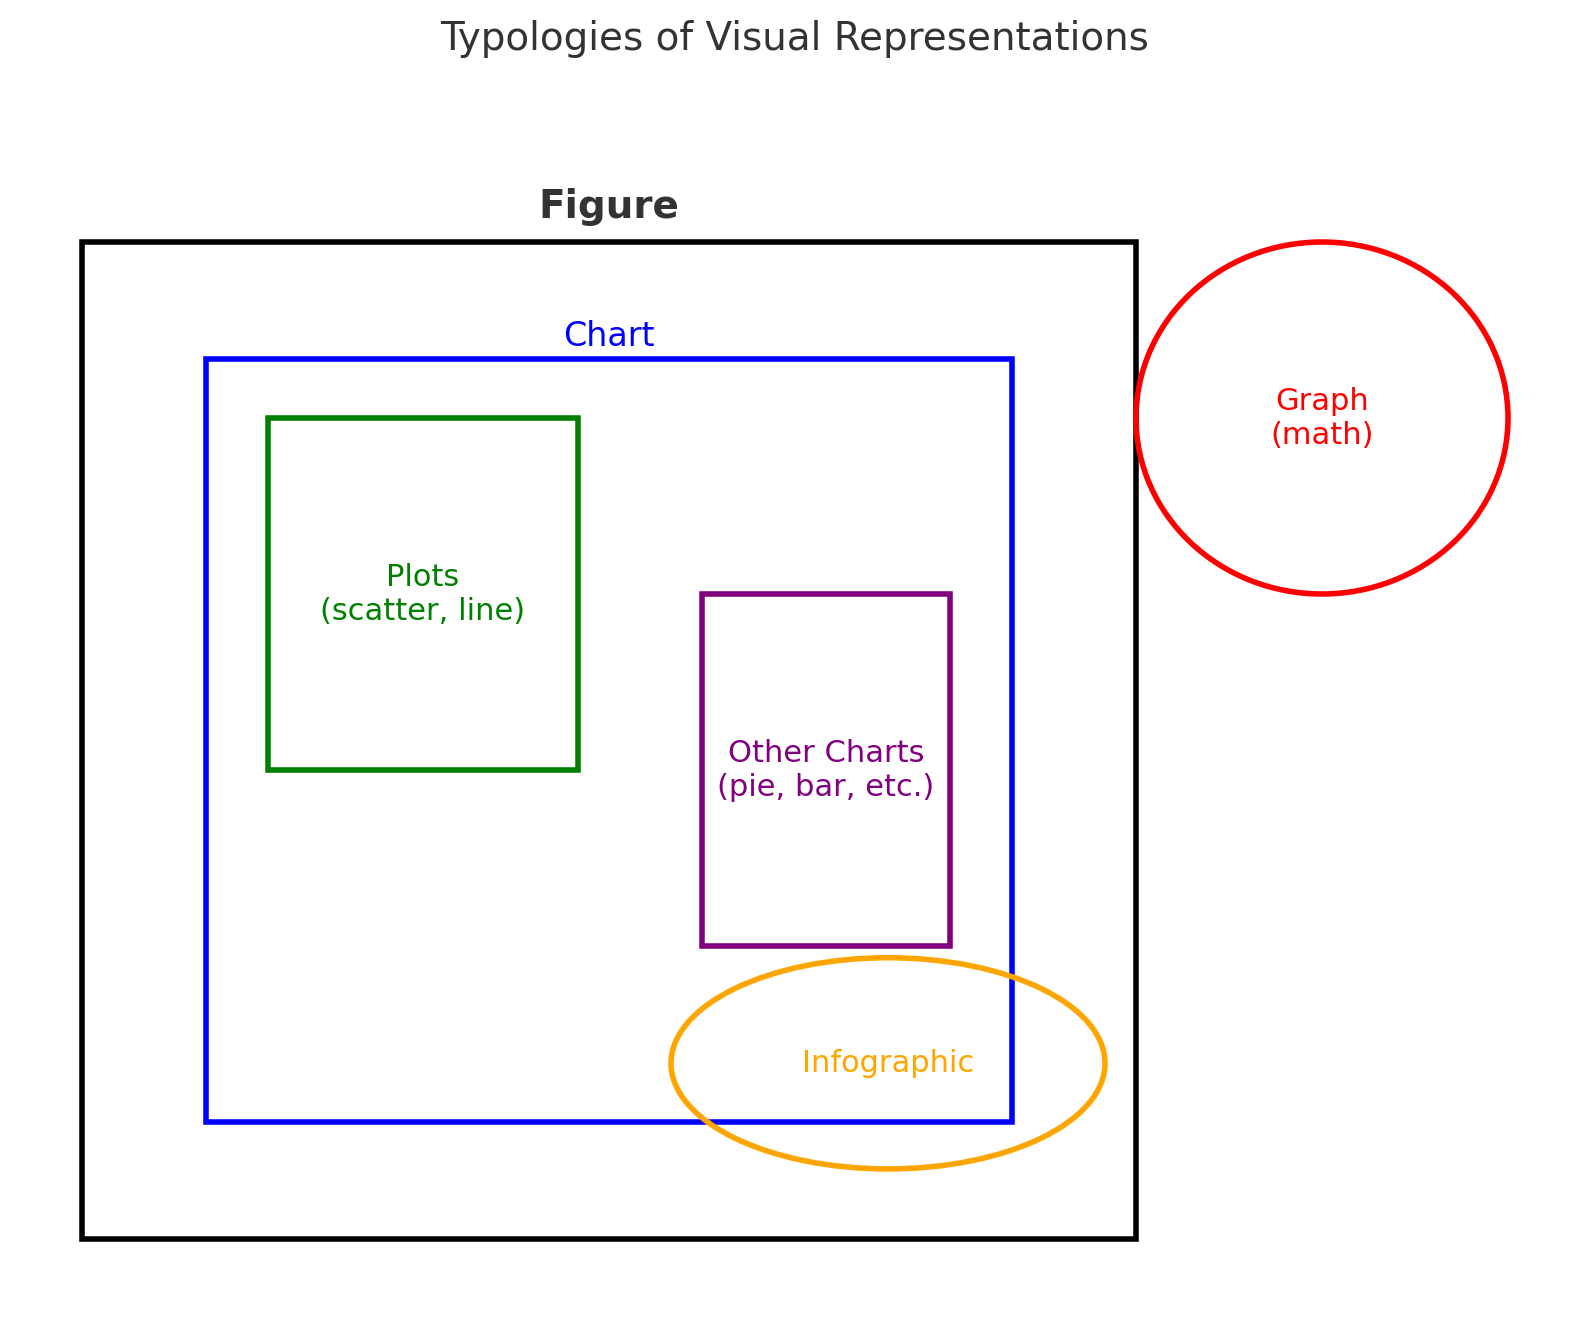 Typologies of Visual Representations
Figure
Chart
Graph
(math)
Plots
(scatter, line)
Other Charts
(pie, bar, etc.)
Infographic